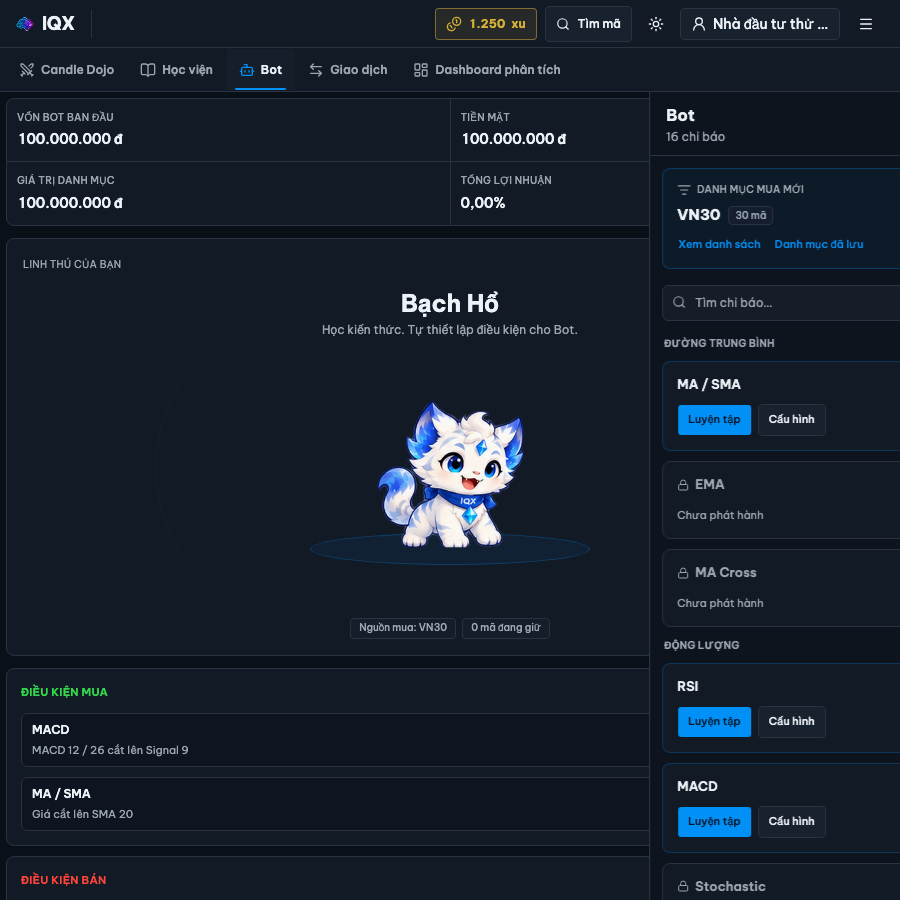 IQX
1.250 xu
Tìm mã
Nhà đầu tư thử ...
Candle Dojo
Học viện
Bot
Giao dịch
Dashboard phân tích
VỐN BOT BAN ĐẦU
100.000.000 đ
TIỀN MẶT
100.000.000 đ
GIÁ TRỊ DANH MỤC
100.000.000 đ
TỔNG LỢI NHUẬN
0,00%
LINH THÚ CỦA BẠN
Bạch Hổ
Học kiến thức. Tự thiết lập điều kiện cho Bot.
IQX
Nguồn mua: VN30
0 mã đang giữ
ĐIỀU KIỆN MUA
MACD
MACD 12 / 26 cắt lên Signal 9
MA / SMA
Giá cắt lên SMA 20
ĐIỀU KIỆN BÁN
Bot
16 chỉ báo
DANH MỤC MUA MỚI
VN30
30 mã
Xem danh sách
Danh mục đã lưu
Tìm chỉ báo...
ĐƯỜNG TRUNG BÌNH
MA / SMA
Luyện tập
Cấu hình
EMA
Chưa phát hành
MA Cross
Chưa phát hành
ĐỘNG LƯỢNG
RSI
Luyện tập
Cấu hình
MACD
Luyện tập
Cấu hình
Stochastic